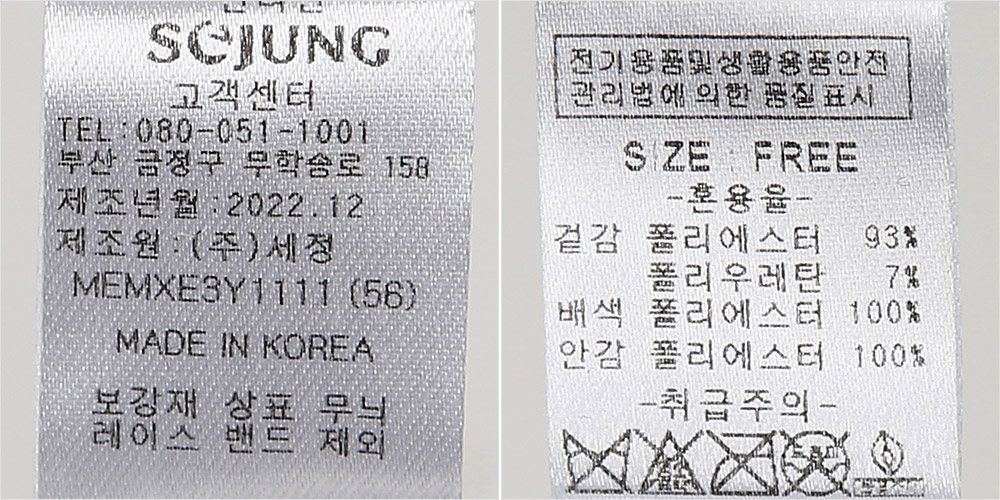 SEJUNG
고객센터
TEL:080-051-1001
부산 금정구 무학송로 158
제조년월:2022.12
제조원:(주)세정
MEMXE3Y1111 (56)
MADE IN KOREA
보강재 상표 무늬
레이스 밴드 제외
전기용품및생활용품안전
관리법에 의한 품질표시
SIZE : FREE
-혼용율-
겉감 폴리에스터 93%
폴리우레탄 7%
배색 폴리에스터 100%
안감 폴리에스터 100%
-취급주의-